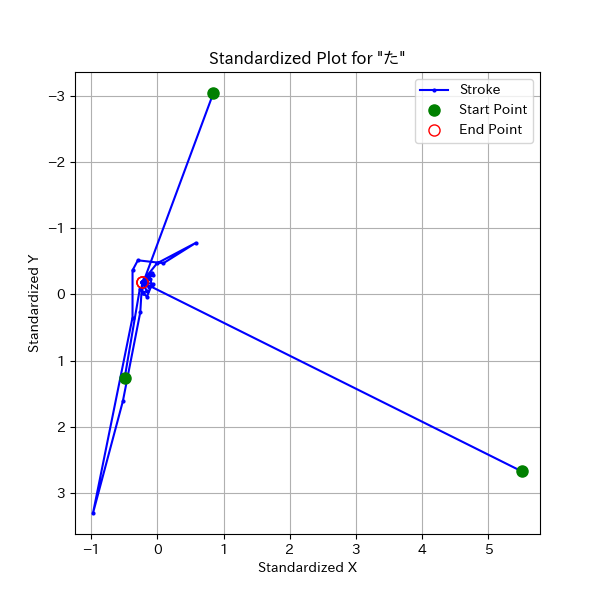 Standardized Plot for "た"
Stroke
Start Point
End Point
−3
−2
−1
0
1
2
3
Standardized Y
−1 0 1 2 3 4 5
Standardized X